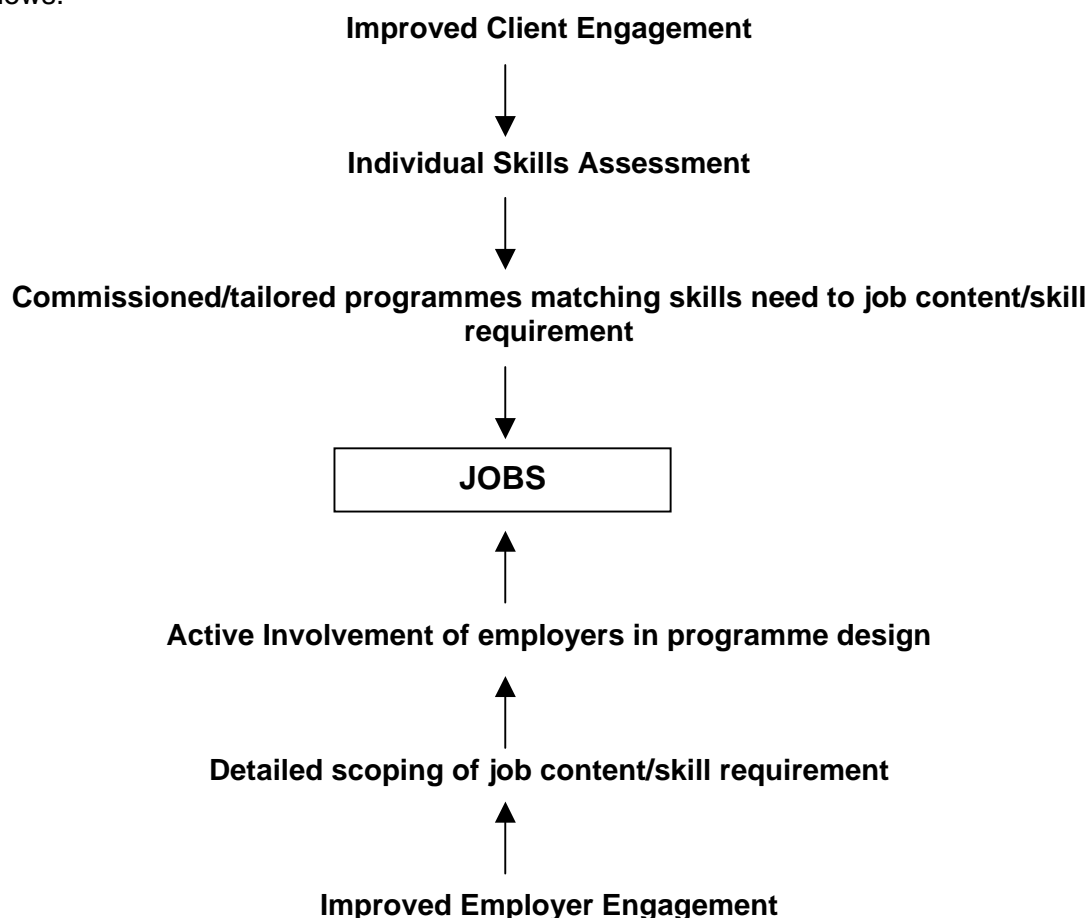 Improved Client Engagement
Individual Skills Assessment
Commissioned/tailored programmes matching skills need to job content/skill
requirement
JOBS
Active Involvement of employers in programme design
Detailed scoping of job content/skill requirement
Improved Employer Engagement